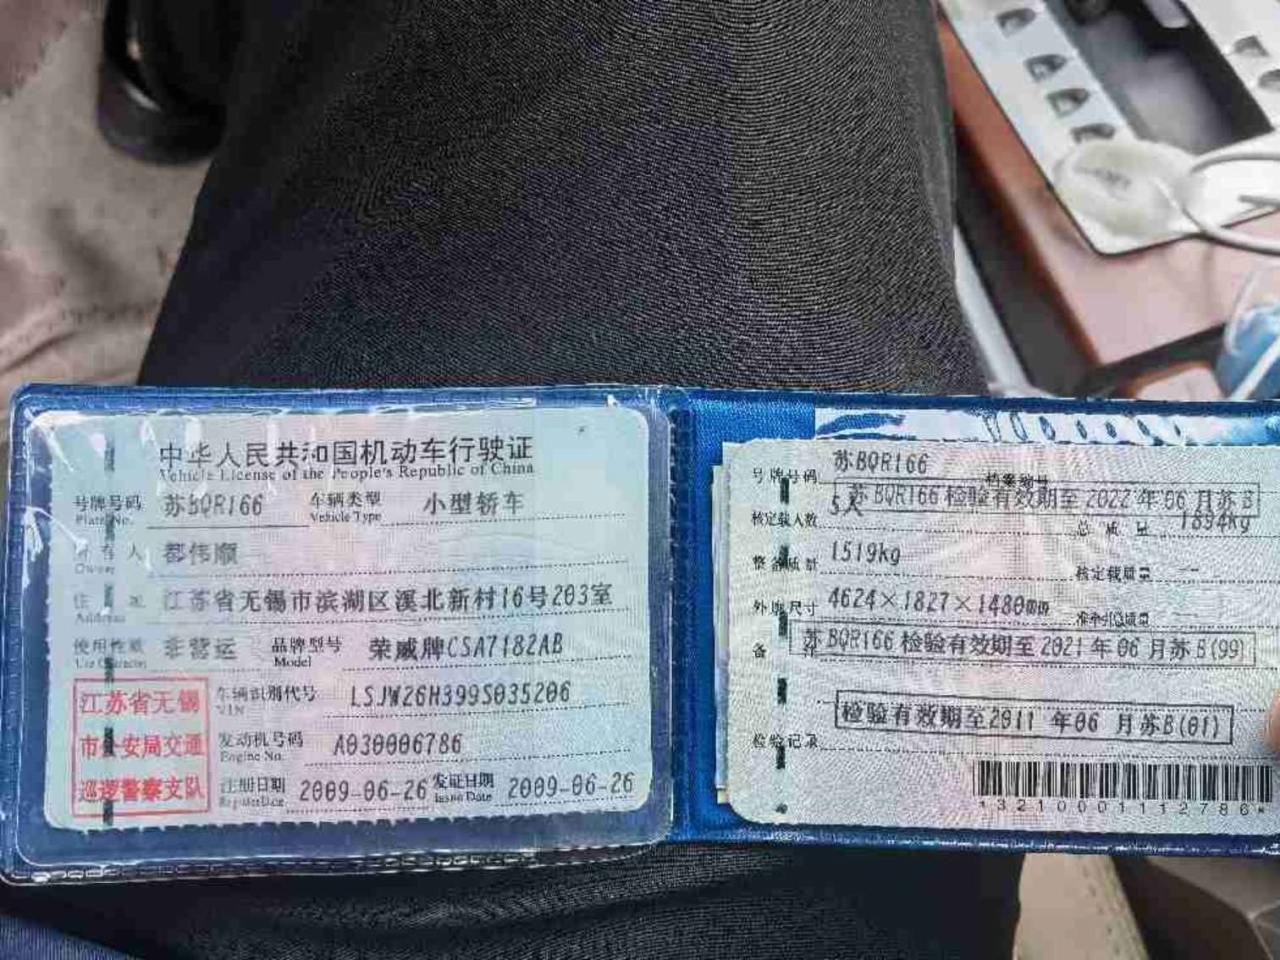 中华人民共和国机动车行驶证
Vehicle License of the People's Republic of China
号牌号码 苏BQR166 车辆类型 小型轿车
Plate No. Vehicle Type
所有人 都伟顺
Owner
住址 江苏省无锡市滨湖区溪北新村16号203室
Address
使用性质 非营运 品牌型号 荣威牌CSA7182AB
Use Character Model
江苏省无锡
市公安局交通
巡逻警察支队
车辆识别代号 LSJW26H399S035206
VIN
发动机号码 A030006786
Engine No.
注册日期 2009-06-26 发证日期 2009-06-26
Register Date Issue Date
号牌号码 苏BQR166 档案编号
苏BQR166检验有效期至2022年06月苏B
核定载人数 5人 总质量 1894kg
整备质量 1519kg 核定载质量 --
外廓尺寸 4624×1827×1480mm 准牵引总质量
备注 苏BQR166检验有效期至2021年06月苏B(99)
检验有效期至2011年06月苏B(01)
检验记录
*3210001112786*